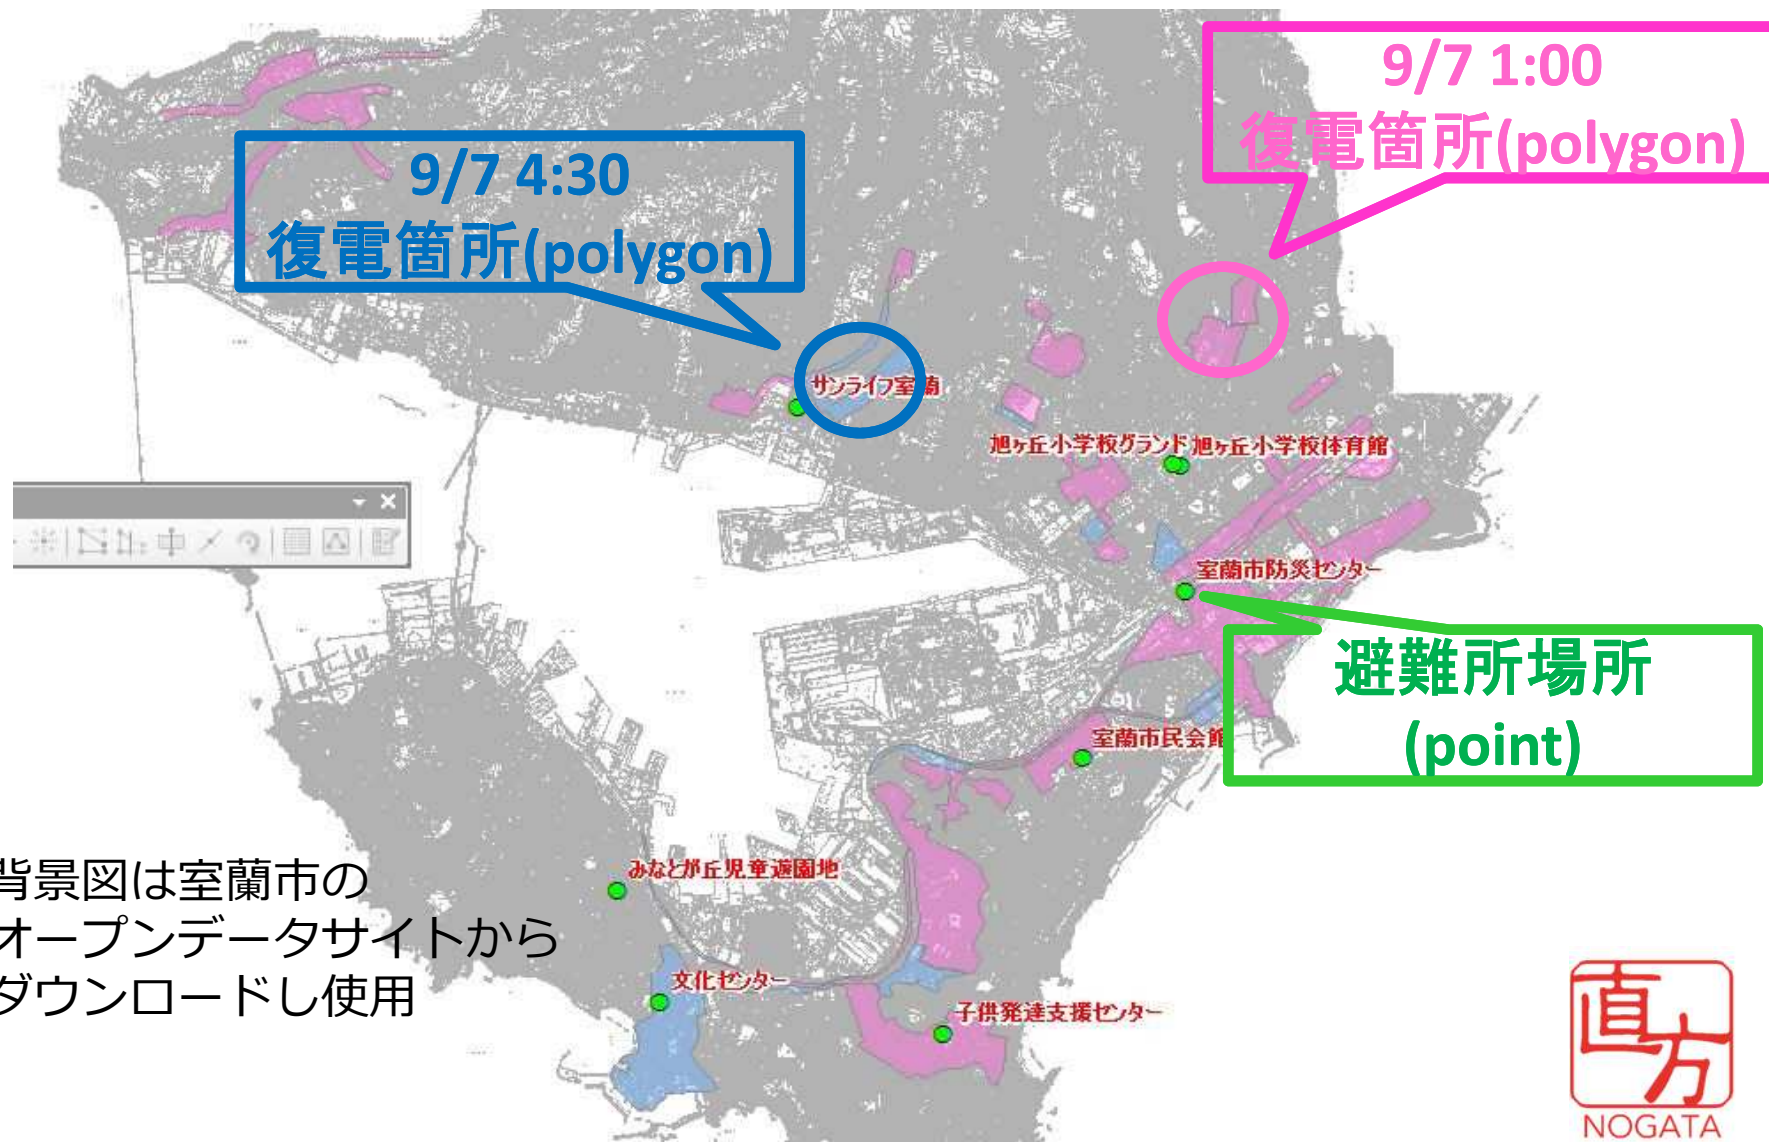 9/7 1:00
復電箇所(polygon)
9/7 4:30
復電箇所(polygon)
サンライフ室蘭
旭ヶ丘小学校グランド
旭ヶ丘小学校体育館
室蘭市防災センター
避難所場所
(point)
室蘭市民会館
みなとが丘児童遊園地
背景図は室蘭市の
オープンデータサイトから
ダウンロードし使用
文化センター
子供発達支援センター
直方
NOGATA